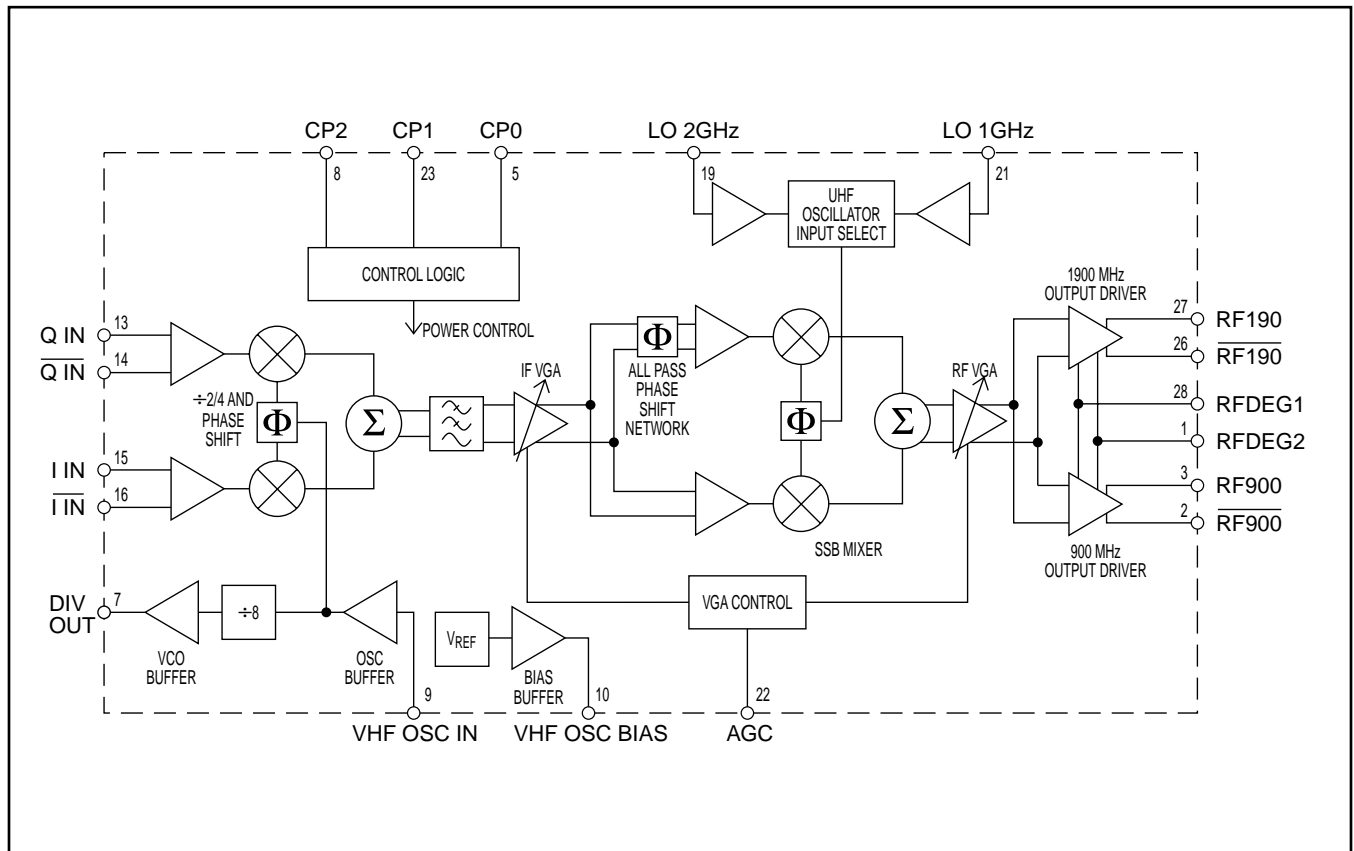 CP2 CP1 CP0 LO 2GHz LO 1GHz
8 23 5 19 21
UHF
OSCILLATOR
INPUT SELECT
CONTROL LOGIC
POWER CONTROL
1900 MHz
OUTPUT DRIVER
Q IN 13
Q IN 14
÷2/4 AND
PHASE
SHIFT
Φ
Σ
IF VGA
Φ
ALL PASS
PHASE
SHIFT
NETWORK
Φ
Σ
RF VGA
27 RF190
26 RF190
28 RFDEG1
1 RFDEG2
3 RF900
2 RF900
I IN 15
I IN 16
SSB MIXER
900 MHz
OUTPUT DRIVER
DIV
OUT
7
÷8
VCO
BUFFER
OSC
BUFFER
VREF
BIAS
BUFFER
VGA CONTROL
9 10 22
VHF OSC IN VHF OSC BIAS AGC